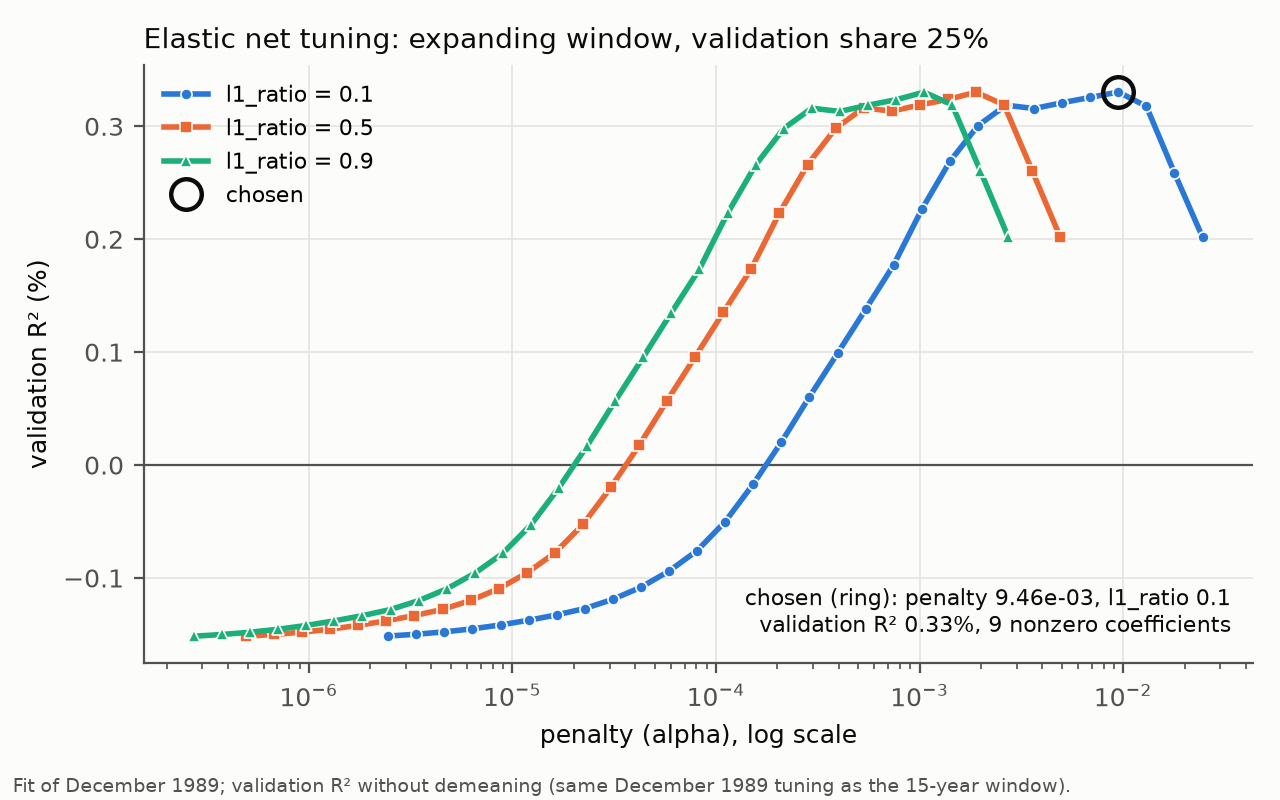 Elastic net tuning: expanding window, validation share 25%
l1_ratio = 0.1
l1_ratio = 0.5
l1_ratio = 0.9
chosen
validation R² (%)
0.3
0.2
0.1
0.0
−0.1
chosen (ring): penalty 9.46e-03, l1_ratio 0.1
validation R² 0.33%, 9 nonzero coefficients
10⁻⁶ 10⁻⁵ 10⁻⁴ 10⁻³ 10⁻²
penalty (alpha), log scale
Fit of December 1989; validation R² without demeaning (same December 1989 tuning as the 15-year window).